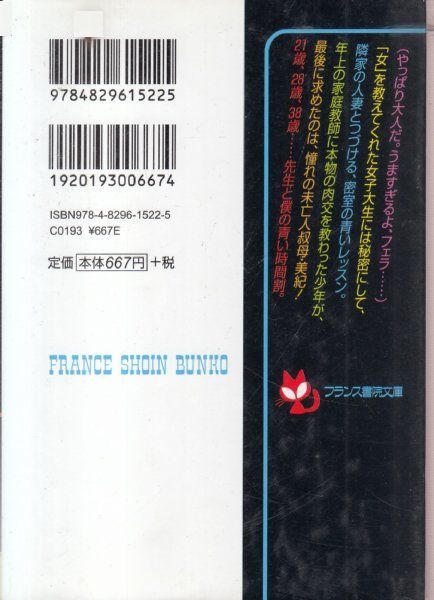 9784829615225
1920193006674
ISBN978-4-8296-1522-5
C0193 ¥667E
定価 本体667円 +税
FRANCE SHOIN BUNKO
(やっぱり大人だ。うますぎるよ、フェラ……)
「女」を教えてくれた女子大生には秘密にして、
隣家の人妻とつづける、密室の青いレッスン。
年上の家庭教師に本物の肉交を教わった少年が、
最後に求めたのは、憧れの未亡人叔母・美紀!
21歳、28歳、38歳……先生と僕の青い時間割。
フランス書院文庫